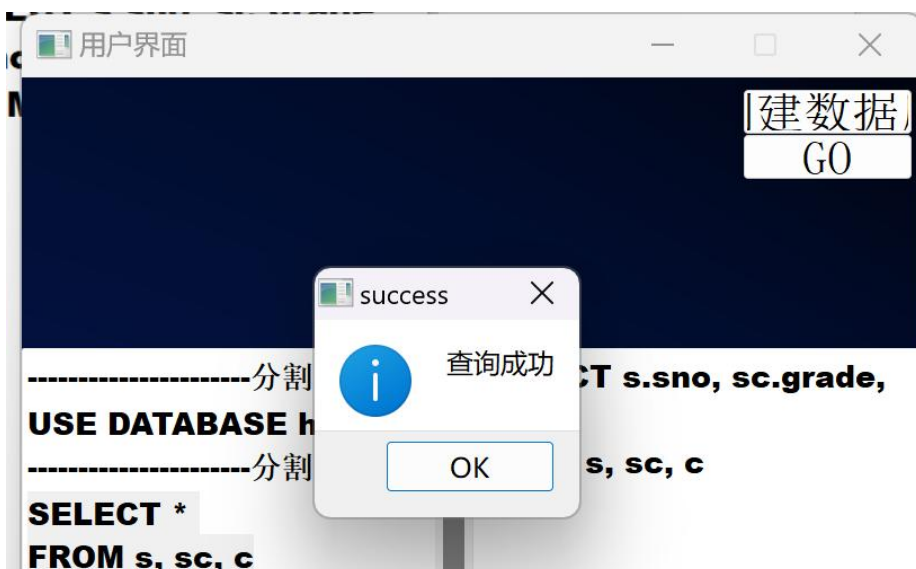 用户界面
建数据
GO
success
查询成功
OK
----------------------分割
USE DATABASE h
----------------------分割
SELECT *
FROM s, sc, c
CT s.sno, sc.grade,
s, sc, c